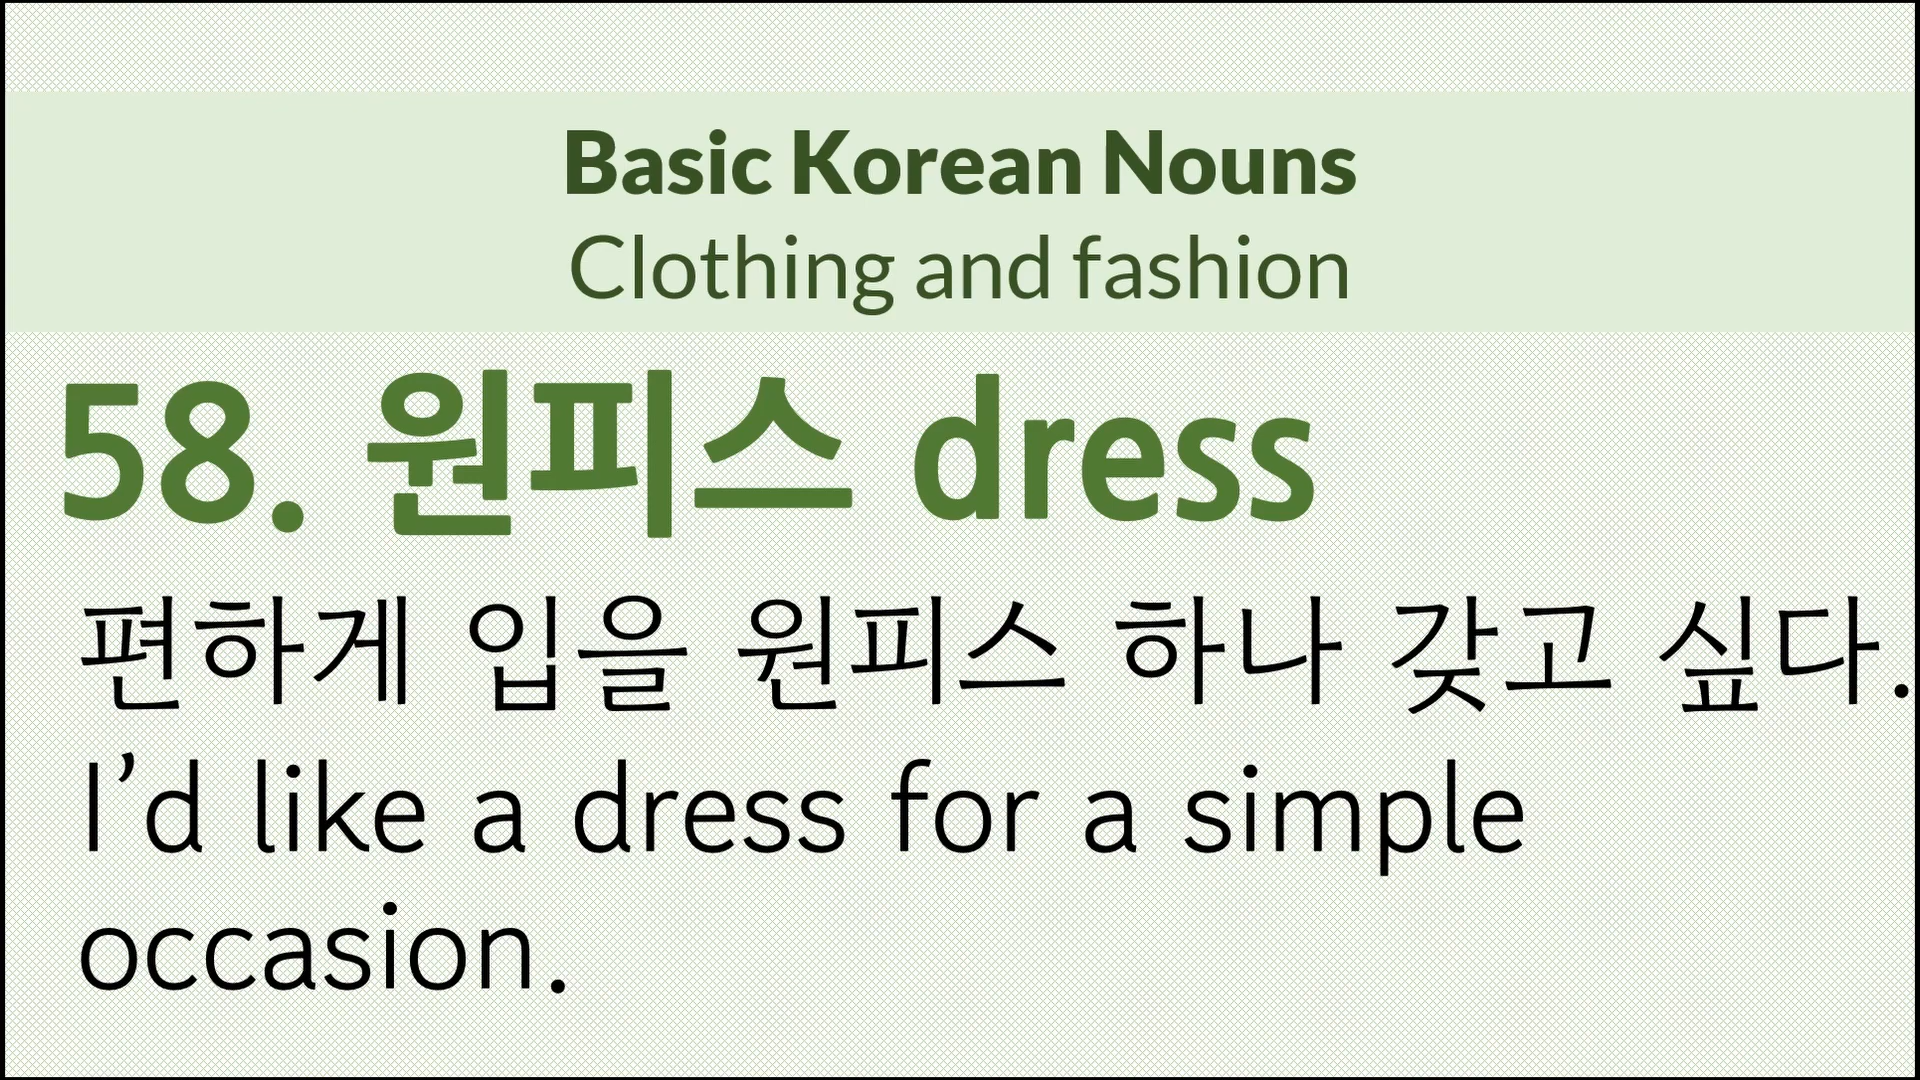 Basic Korean Nouns
Clothing and fashion
58. 원피스 dress
편하게 입을 원피스 하나 갖고 싶다.
I’d like a dress for a simple
occasion.